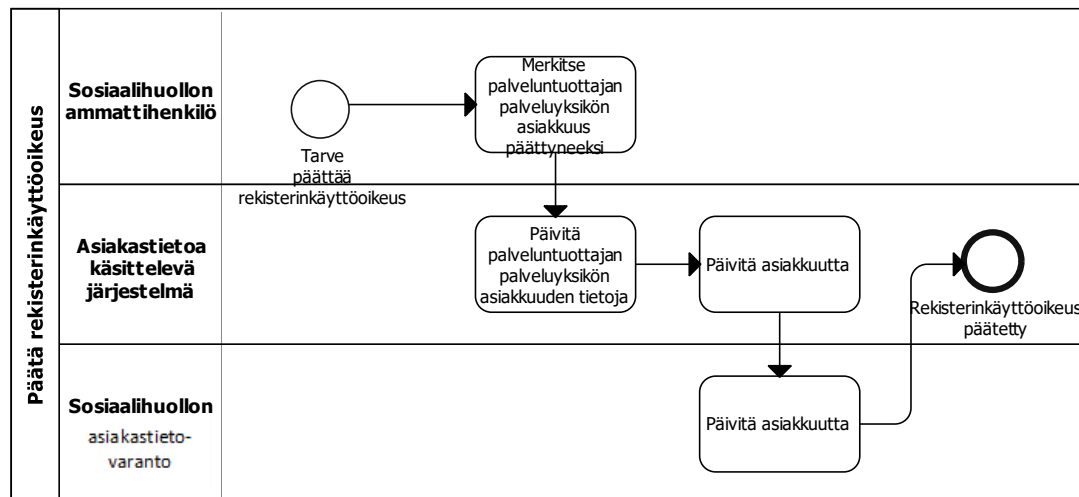 Päätä rekisterinkäyttöoikeus
Sosiaalihuollon
ammattihenkilö
Tarve
päättää
rekisterinkäyttöoikeus
Merkitse
palveluntuottajan
palveluyksikön
asiakkuus
päättyneeksi
Asiakastietoa
käsittelevä
järjestelmä
Päivitä
palveluntuottajan
palveluyksikön
asiakkuuden tietoja
Päivitä asiakkuutta
Rekisterinkäyttöoikeus
päätetty
Sosiaalihuollon
asiakastieto-
varanto
Päivitä asiakkuutta